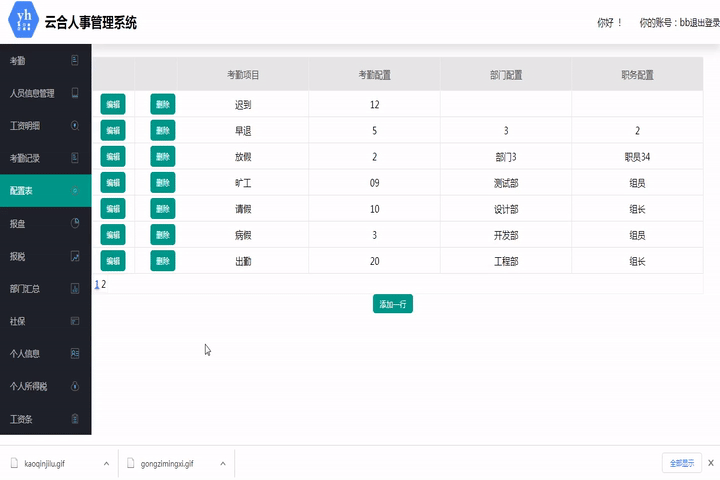 yh 云合人事管理系统
你好 ！ 你的账号：bb退出登录
考勤
人员信息管理
工资明细
考勤记录
配置表
报盘
报税
部门汇总
社保
个人信息
个人所得税
工资条
考勤项目 考勤配置 部门配置 职务配置
编辑 删除 迟到 12
编辑 删除 早退 5 3 2
编辑 删除 放假 2 部门3 职员34
编辑 删除 旷工 09 测试部 组员
编辑 删除 请假 10 设计部 组长
编辑 删除 病假 3 开发部 组员
编辑 删除 出勤 20 工程部 组长
1 2
添加一行
kaoqinjilu.gif gongzimingxi.gif 全部显示